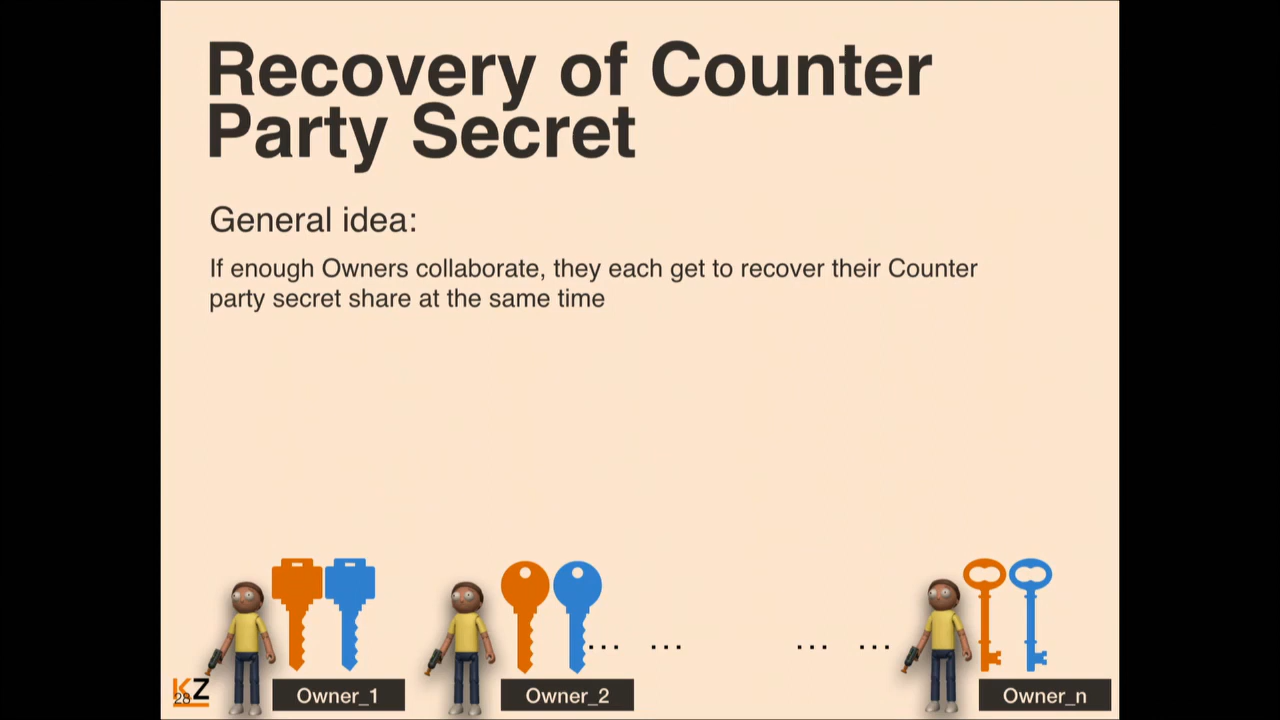 Recovery of Counter
Party Secret
General idea:
If enough Owners collaborate, they each get to recover their Counter
party secret share at the same time
... ... ... ...
KZ
28
Owner_1
Owner_2
Owner_n